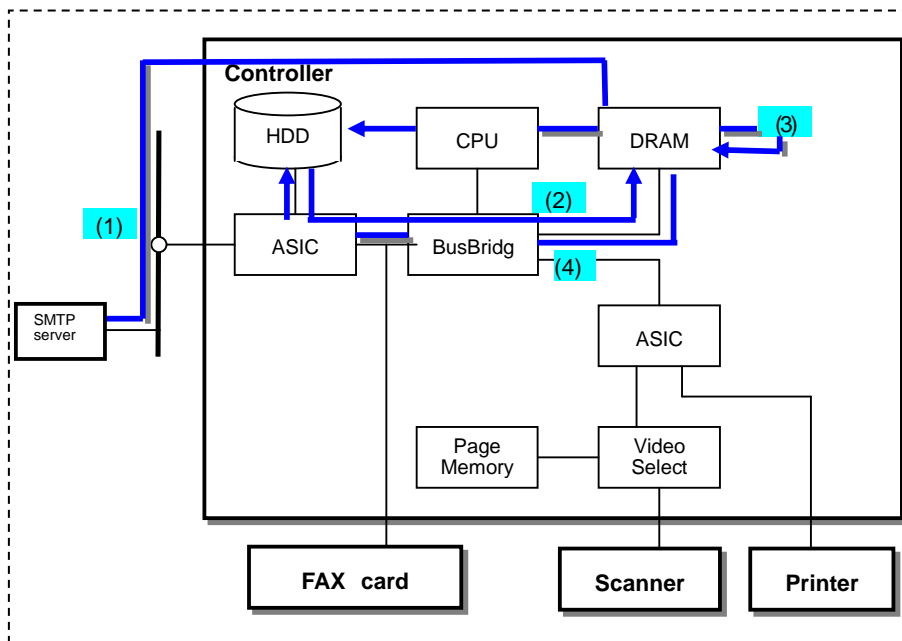 Controller
HDD
CPU
DRAM
(3)
(2)
(1)
ASIC
BusBridg
(4)
SMTP
server
ASIC
Page
Memory
Video
Select
FAX card
Scanner
Printer